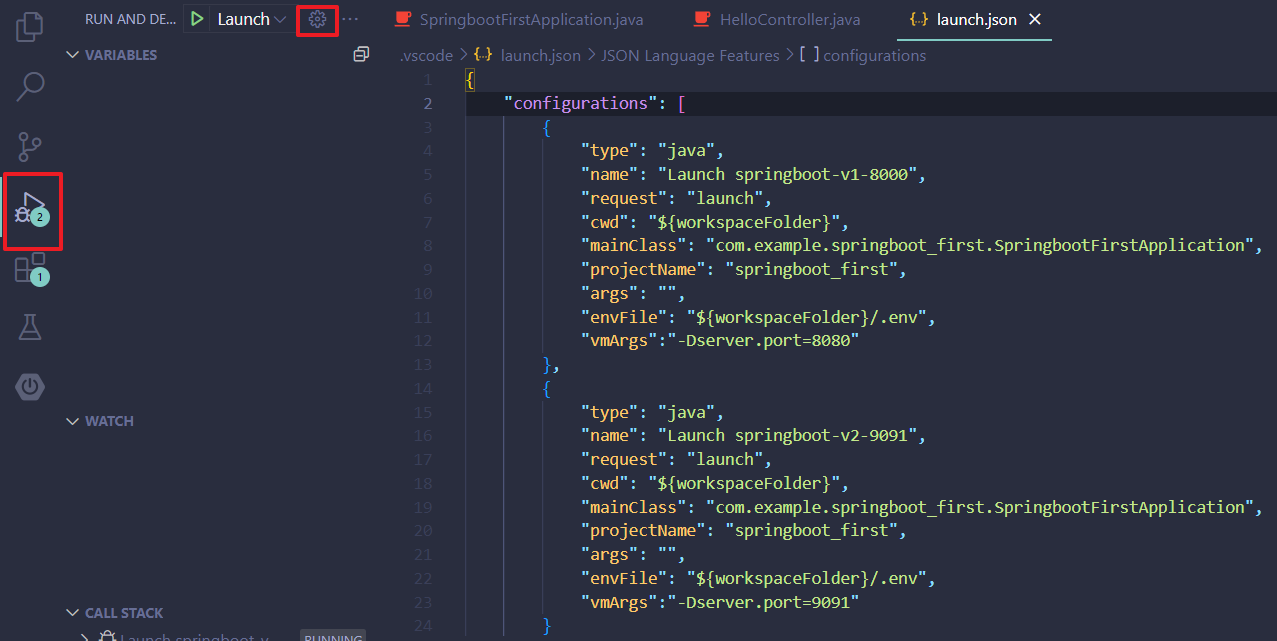 RUN AND DE... Launch
VARIABLES
WATCH
CALL STACK
Launch springboot-v... RUNNING
2
1
SpringbootFirstApplication.java HelloController.java {..} launch.json
.vscode > {..} launch.json > JSON Language Features > [ ] configurations
1 {
2 "configurations": [
3 {
4 "type": "java",
5 "name": "Launch springboot-v1-8000",
6 "request": "launch",
7 "cwd": "${workspaceFolder}",
8 "mainClass": "com.example.springboot_first.SpringbootFirstApplication",
9 "projectName": "springboot_first",
10 "args": "",
11 "envFile": "${workspaceFolder}/.env",
12 "vmArgs":"-Dserver.port=8080"
13 },
14 {
15 "type": "java",
16 "name": "Launch springboot-v2-9091",
17 "request": "launch",
18 "cwd": "${workspaceFolder}",
19 "mainClass": "com.example.springboot_first.SpringbootFirstApplication",
20 "projectName": "springboot_first",
21 "args": "",
22 "envFile": "${workspaceFolder}/.env",
23 "vmArgs":"-Dserver.port=9091"
24 }